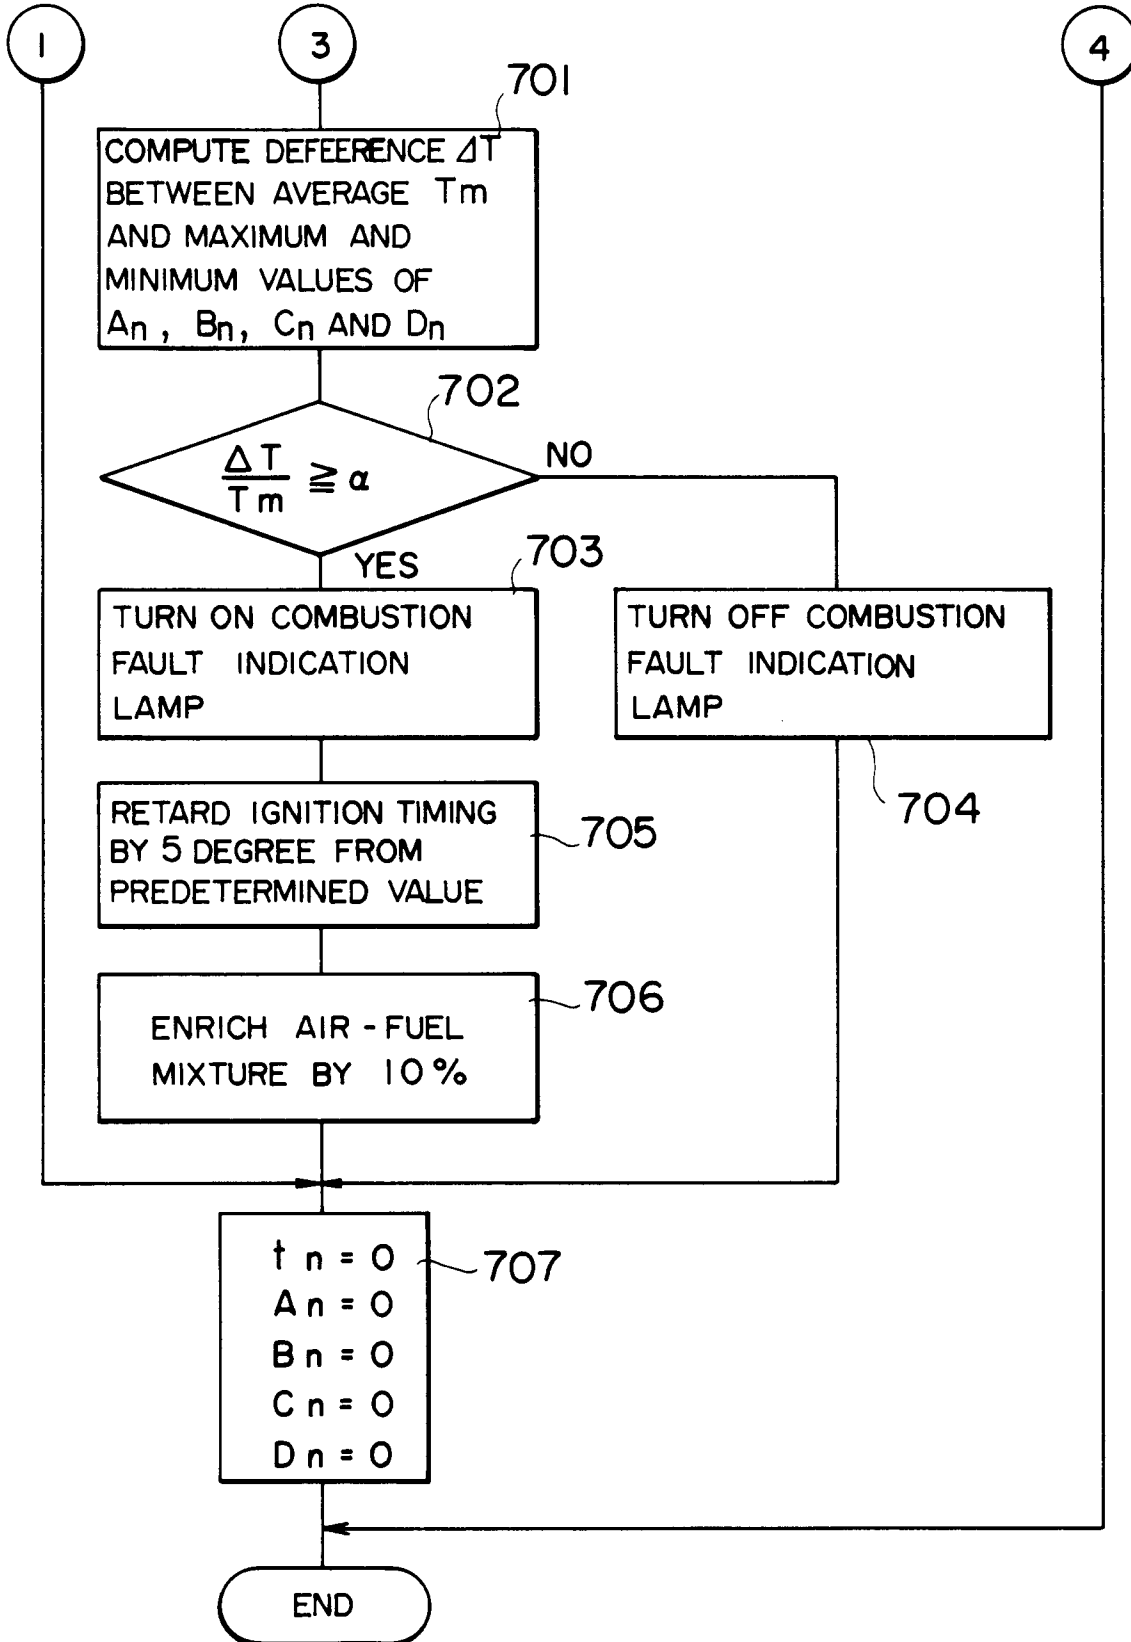 1
3
4
701
COMPUTE DEFEERENCE ΔT
BETWEEN AVERAGE Tm
AND MAXIMUM AND
MINIMUM VALUES OF
An, Bn, Cn AND Dn
702
ΔT
Tm
≧ α
NO
YES
703
TURN ON COMBUSTION
FAULT INDICATION
LAMP
TURN OFF COMBUSTION
FAULT INDICATION
LAMP
704
RETARD IGNITION TIMING
BY 5 DEGREE FROM
PREDETERMINED VALUE
705
ENRICH AIR-FUEL
MIXTURE BY 10%
706
tn = 0
An = 0
Bn = 0
Cn = 0
Dn = 0
707
END